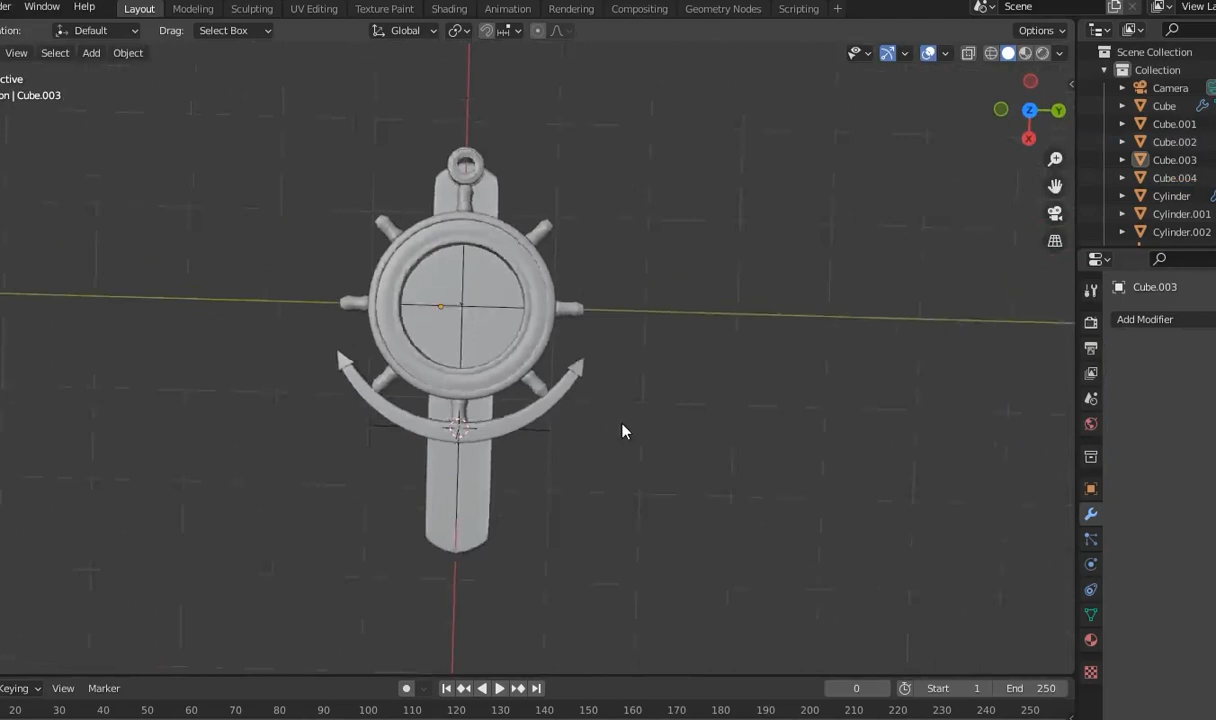 der Window Help Layout Modeling Sculpting UV Editing Texture Paint Shading Animation Rendering Compositing Geometry Nodes Scripting + Scene View La
ation: Default Drag: Select Box Global Options
View Select Add Object
ctive
on | Cube.003
Scene Collection
Collection
Camera
Cube
Cube.001
Cube.002
Cube.003
Cube.004
Cylinder
Cylinder.001
Cylinder.002
X Y Z
Cube.003
Add Modifier
Keying View Marker 0 Start 1 End 250
20 30 40 50 60 70 80 90 100 110 120 130 140 150 160 170 180 190 200 210 220 230 240 250